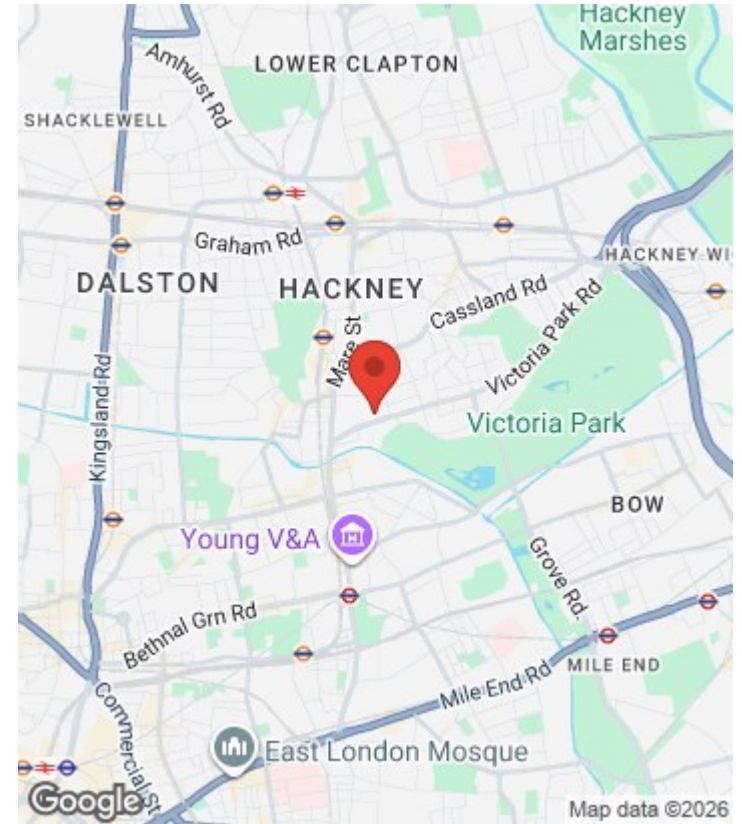 Hackney
Marshes
Amhurst Rd
LOWER CLAPTON
SHACKLEWELL
Graham Rd
HACKNEY WI
DALSTON
HACKNEY
Cassland Rd
Mare St
Victoria Park Rd
Kingsland Rd
Victoria Park
BOW
Young V&A
Grove Rd.
Bethnal Grn Rd
MILE END
Mile End Rd
Commercial St
East London Mosque
Google
Map data ©2026